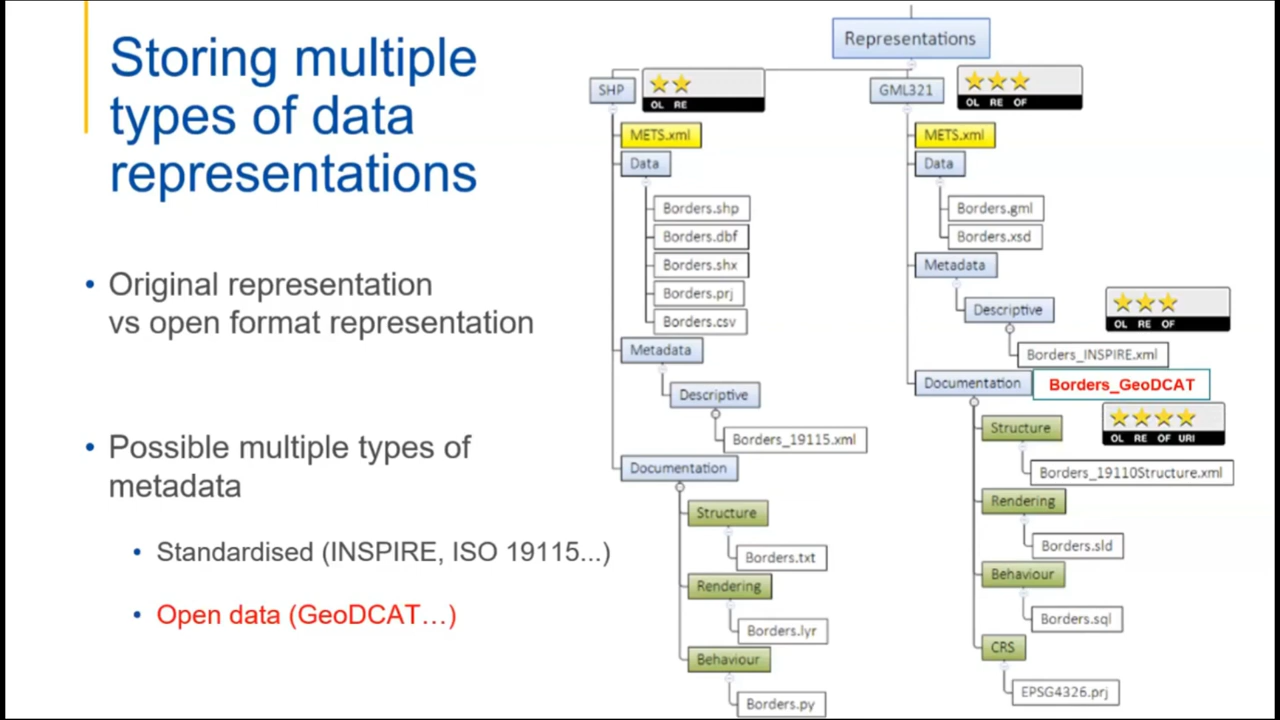 Storing multiple
types of data
representations
• Original representation
vs open format representation
• Possible multiple types of
metadata
• Standardised (INSPIRE, ISO 19115...)
• Open data (GeoDCAT…)
Representations
SHP
OL RE
METS.xml
Data
Borders.shp
Borders.dbf
Borders.shx
Borders.prj
Borders.csv
Metadata
Descriptive
Borders_19115.xml
Documentation
Structure
Borders.txt
Rendering
Borders.lyr
Behaviour
Borders.py
GML321
OL RE OF
METS.xml
Data
Borders.gml
Borders.xsd
Metadata
Descriptive
OL RE OF
Borders_INSPIRE.xml
Documentation
Borders_GeoDCAT
OL RE OF URI
Structure
Borders_19110Structure.xml
Rendering
Borders.sld
Behaviour
Borders.sql
CRS
EPSG4326.prj